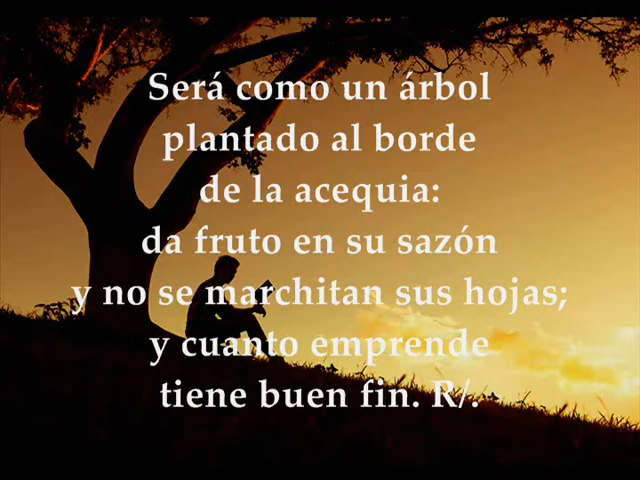 Será como un árbol
plantado al borde
de la acequia:
da fruto en su sazón
y no se marchitan sus hojas;
y cuanto emprende
tiene buen fin. R/.